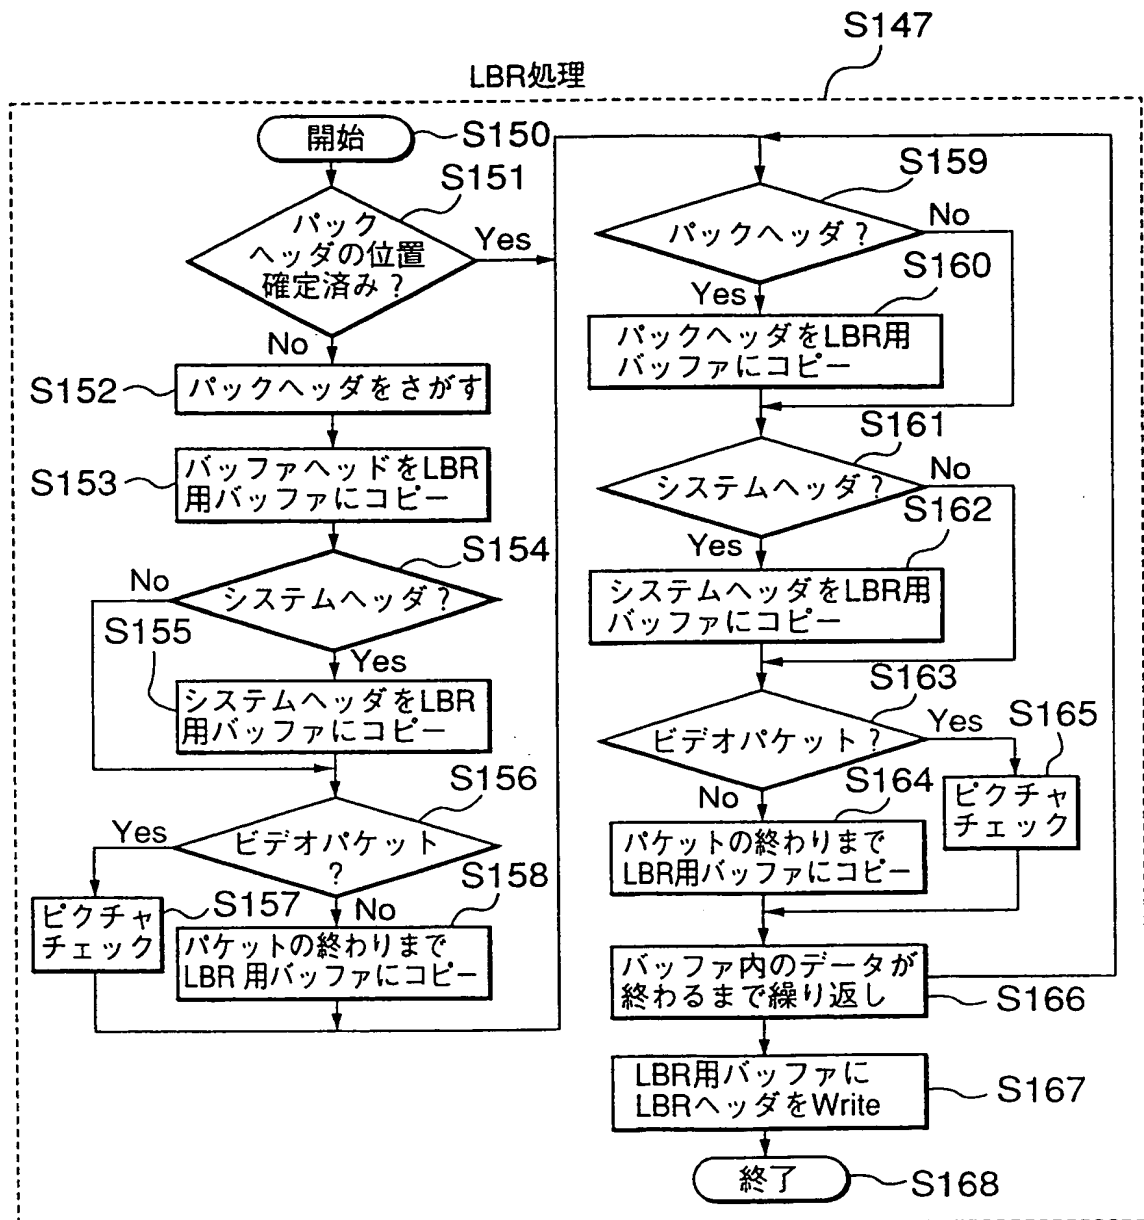 S147
LBR処理
開始
S150
S151
パック
ヘッダの位置
確定済み?
Yes
No
S152
パックヘッダをさがす
S153
バッファヘッドをLBR
用バッファにコピー
S154
No
システムヘッダ?
S155
Yes
システムヘッダをLBR
用バッファにコピー
S156
Yes
ビデオパケット
?
S157
ピクチャ
チェック
No
S158
パケットの終わりまで
LBR用バッファにコピー
S159
パックヘッダ?
No
S160
Yes
パックヘッダをLBR用
バッファにコピー
S161
システムヘッダ?
No
S162
Yes
システムヘッダをLBR用
バッファにコピー
S163
ビデオパケット?
Yes
S165
ピクチャ
チェック
No
S164
パケットの終わりまで
LBR用バッファにコピー
バッファ内のデータが
終わるまで繰り返し
S166
LBR用バッファに
LBRヘッダをWrite
S167
終了
S168